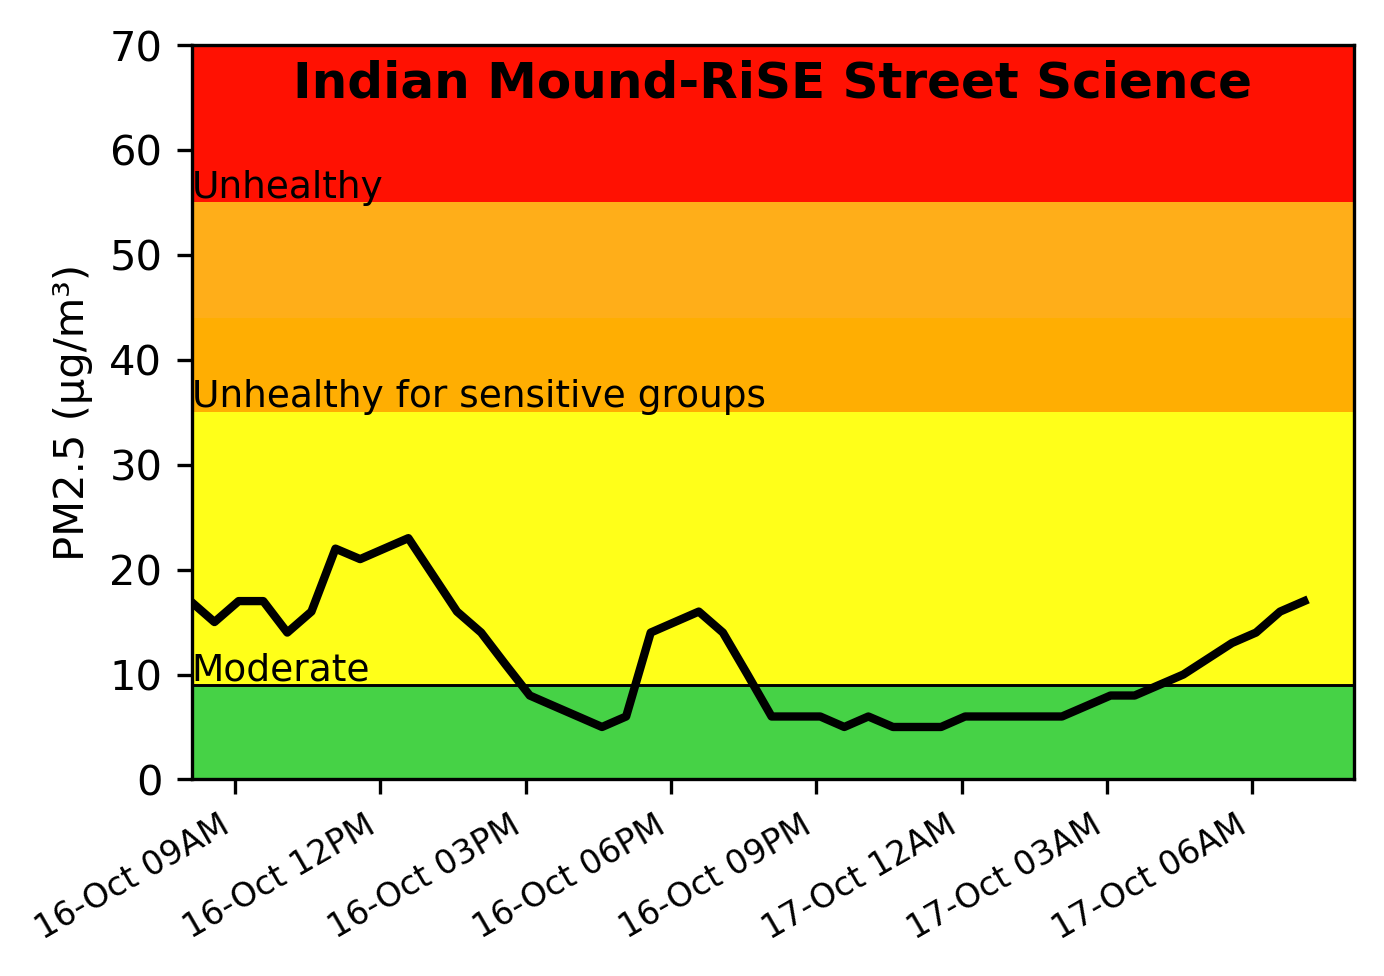 Indian Mound-RiSE Street Science
70
60
Unhealthy
50
40
Unhealthy for sensitive groups
30
20
10
Moderate
0
PM2.5 (µg/m³)
16-Oct 09AM
16-Oct 12PM
16-Oct 03PM
16-Oct 06PM
16-Oct 09PM
17-Oct 12AM
17-Oct 03AM
17-Oct 06AM